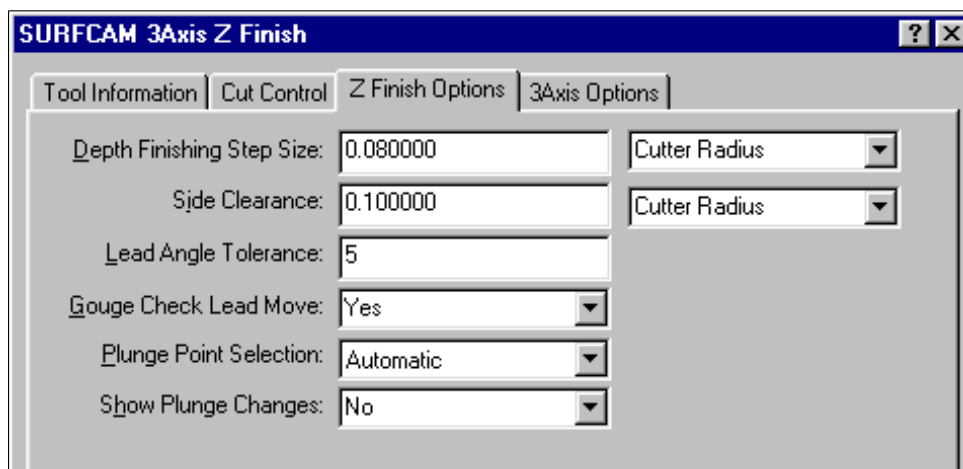 SURFCAM 3Axis Z Finish
Tool Information Cut Control Z Finish Options 3Axis Options
Depth Finishing Step Size: 0.080000 Cutter Radius
Side Clearance: 0.100000 Cutter Radius
Lead Angle Tolerance: 5
Gouge Check Lead Move: Yes
Plunge Point Selection: Automatic
Show Plunge Changes: No